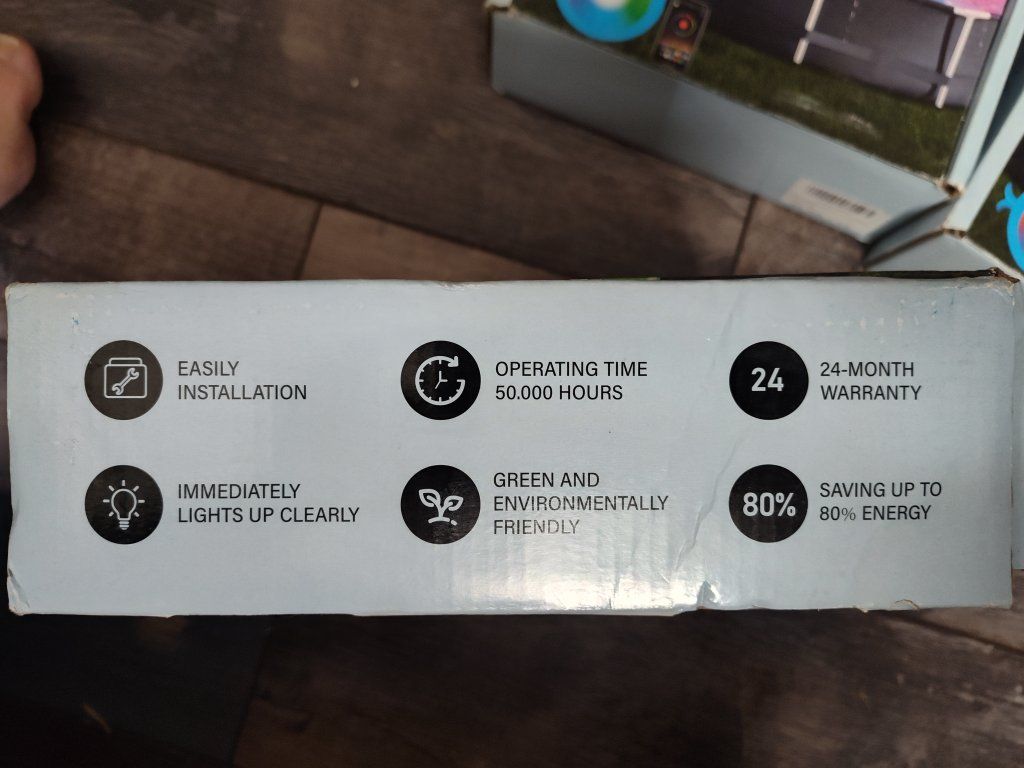 EASILY
INSTALLATION
OPERATING TIME
50.000 HOURS
24
24-MONTH
WARRANTY
IMMEDIATELY
LIGHTS UP CLEARLY
GREEN AND
ENVIRONMENTALLY
FRIENDLY
80%
SAVING UP TO
80% ENERGY